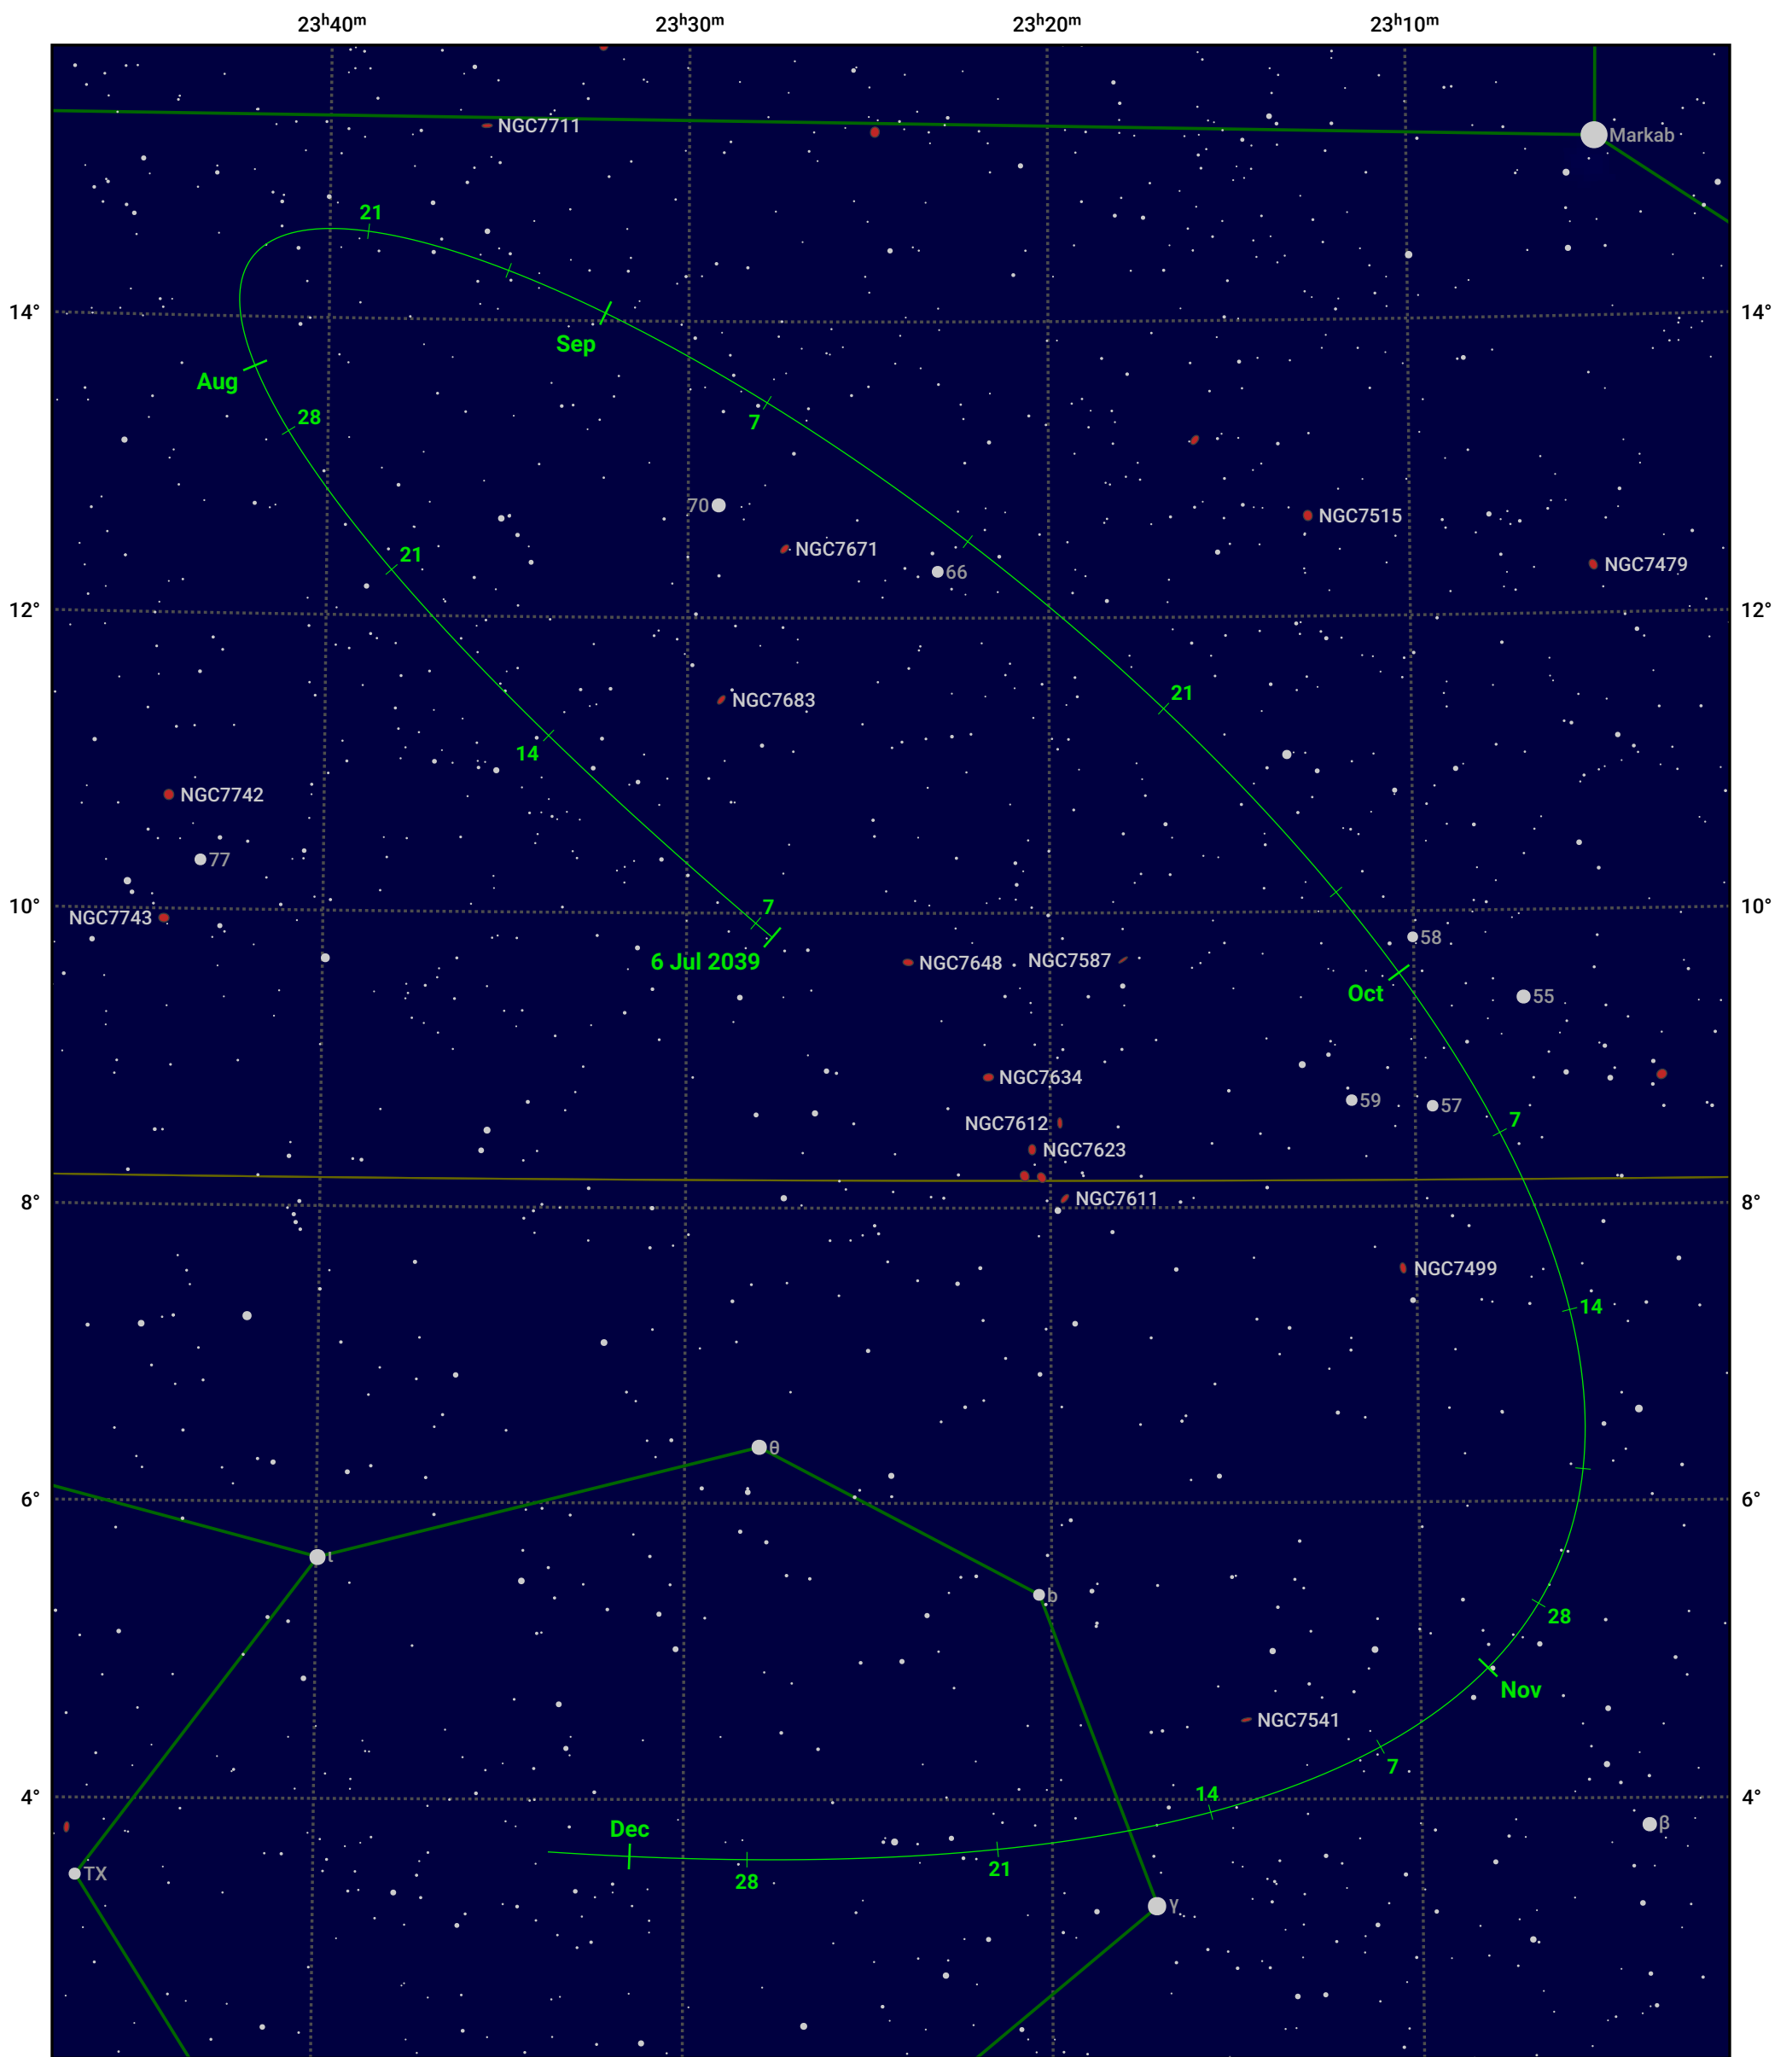 23ʰ40ᵐ 23ʰ30ᵐ 23ʰ20ᵐ 23ʰ10ᵐ
NGC7711
Markab
21
14° 14°
Sep
Aug
28
7
70
NGC7515
NGC7671
21
NGC7479
66
12° 12°
21
NGC7683
14
NGC7742
77
10° 7 10°
NGC7743
58
6 Jul 2039
NGC7648 NGC7587
Oct
55
NGC7634
59
57
NGC7612 7
NGC7623
8° NGC7611 8°
NGC7499
14
θ
6° 6°
ι
b
28
Nov
NGC7541
7
14
4° 4°
Dec β
21
TX 28
γ